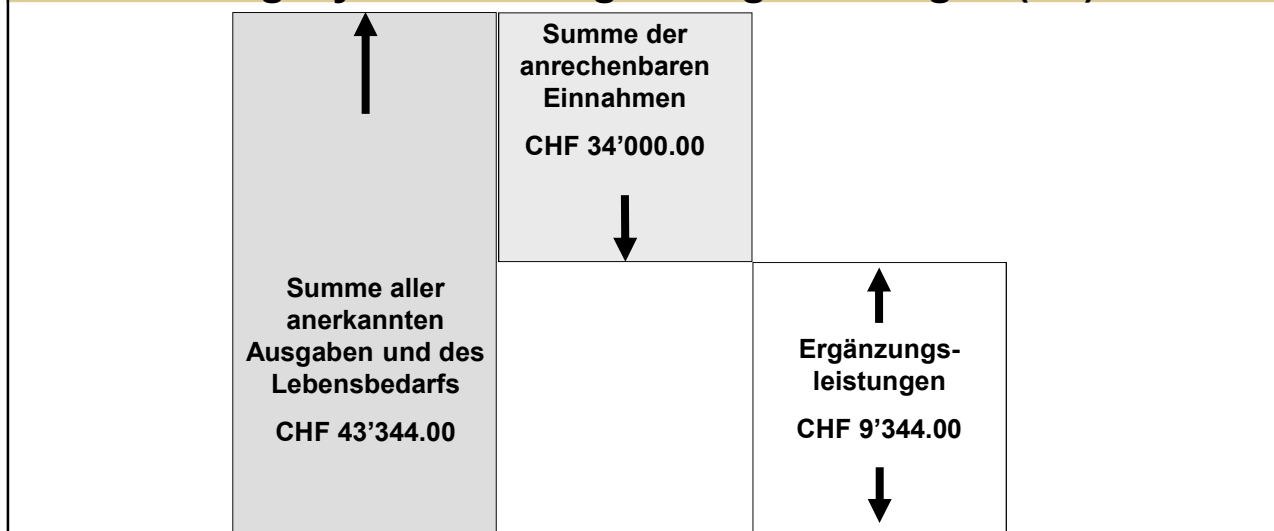 Summe der
anrechenbaren
Einnahmen
CHF 34’000.00
Summe aller
anerkannten
Ausgaben und des
Lebensbedarfs
CHF 43’344.00
Ergänzungs-
leistungen
CHF 9’344.00